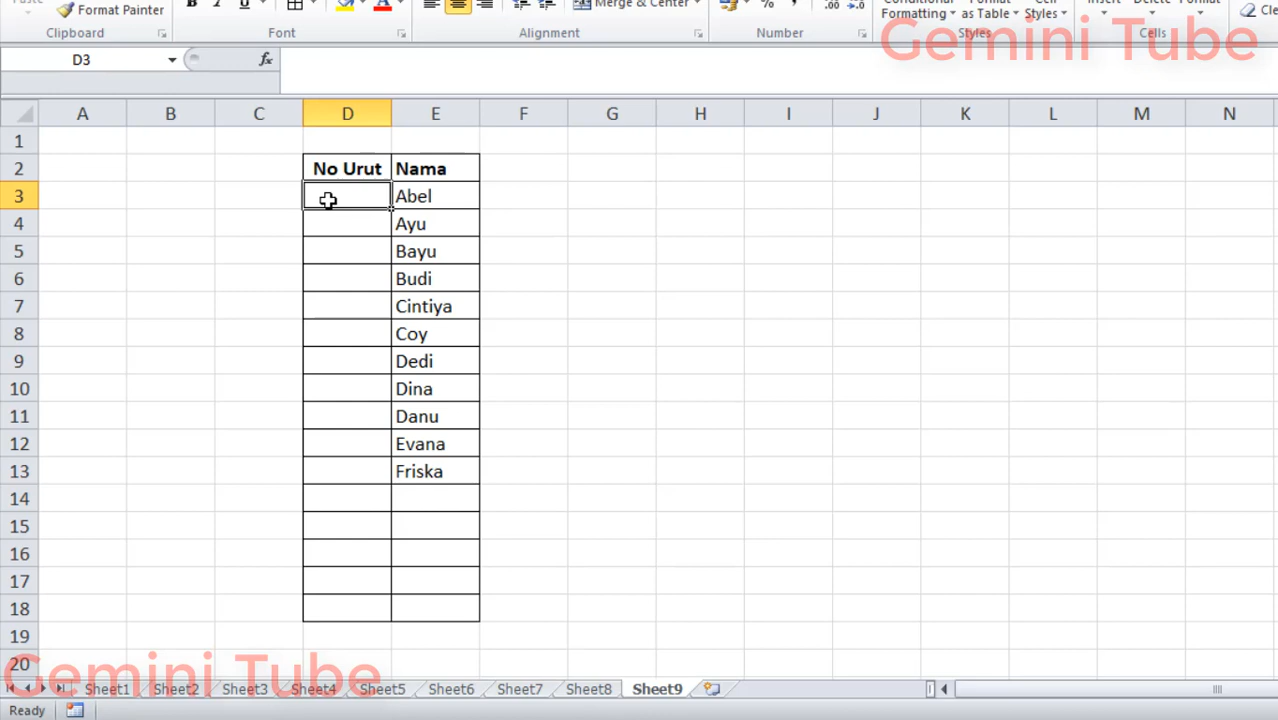 Format Painter
Merge & Center
Conditional Format Cell Insert Delete Format
Formatting as Table Styles
Clipboard Font Alignment Number Styles Cells
Gemini Tube
D3 fx
A B C D E F G H I J K L M N
1
2 No Urut Nama
3 Abel
4 Ayu
5 Bayu
6 Budi
7 Cintiya
8 Coy
9 Dedi
10 Dina
11 Danu
12 Evana
13 Friska
14
15
16
17
18
19
20
Gemini Tube
Sheet1 Sheet2 Sheet3 Sheet4 Sheet5 Sheet6 Sheet7 Sheet8 Sheet9
Ready